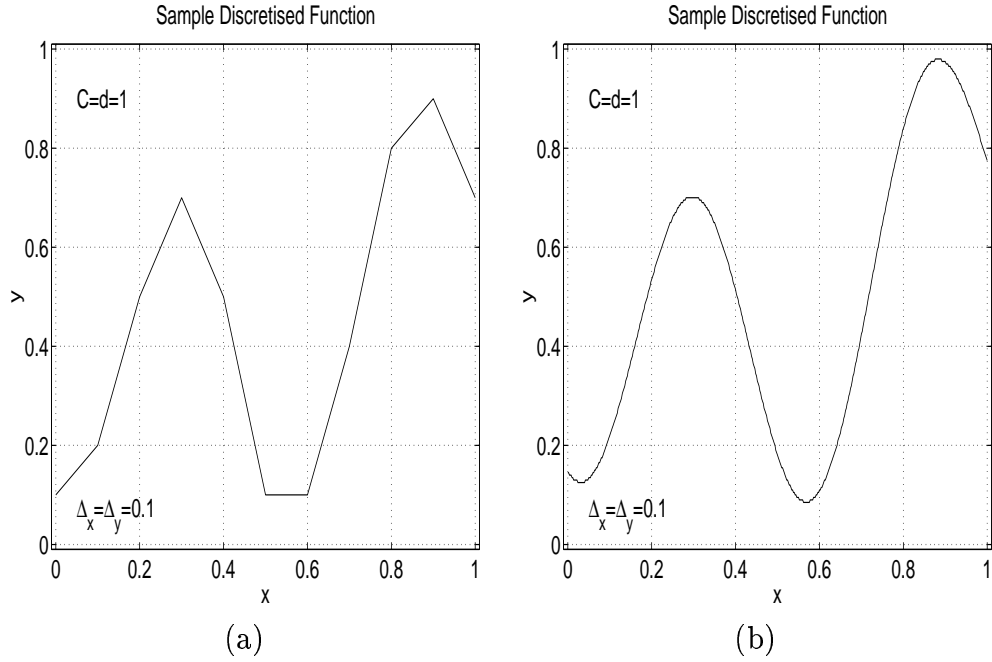 Sample Discretised Function
1
0.8
0.6
0.4
0.2
0
y
C=d=1
Δx=Δy=0.1
0 0.2 0.4 0.6 0.8 1
x
(a)
Sample Discretised Function
1
0.8
0.6
0.4
0.2
0
y
C=d=1
Δx=Δy=0.1
0 0.2 0.4 0.6 0.8 1
x
(b)